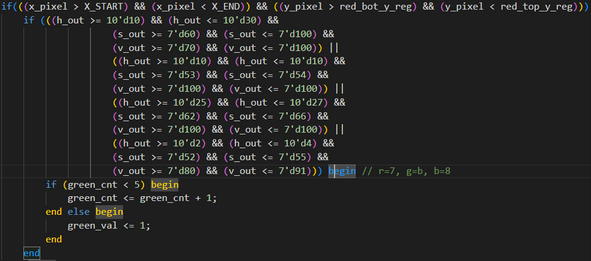 if(((x_pixel > X_START) && (x_pixel < X_END)) && ((y_pixel > red_bot_y_reg) && (y_pixel < red_top_y_reg)))
if (((h_out >= 10'd10) && (h_out <= 10'd30) &&
(s_out >= 7'd60) && (s_out <= 7'd100) &&
(v_out >= 7'd70) && (v_out <= 7'd100)) ||
((h_out >= 10'd10) && (h_out <= 10'd10) &&
(s_out >= 7'd53) && (s_out <= 7'd54) &&
(v_out >= 7'd100) && (v_out <= 7'd100)) ||
((h_out >= 10'd25) && (h_out <= 10'd27) &&
(s_out >= 7'd62) && (s_out <= 7'd66) &&
(v_out >= 7'd100) && (v_out <= 7'd100)) ||
((h_out >= 10'd2) && (h_out <= 10'd4) &&
(s_out >= 7'd52) && (s_out <= 7'd55) &&
(v_out >= 7'd80) && (v_out <= 7'd91))) begin // r=7, g=b, b=8
if (green_cnt < 5) begin
green_cnt <= green_cnt + 1;
end else begin
green_val <= 1;
end
end